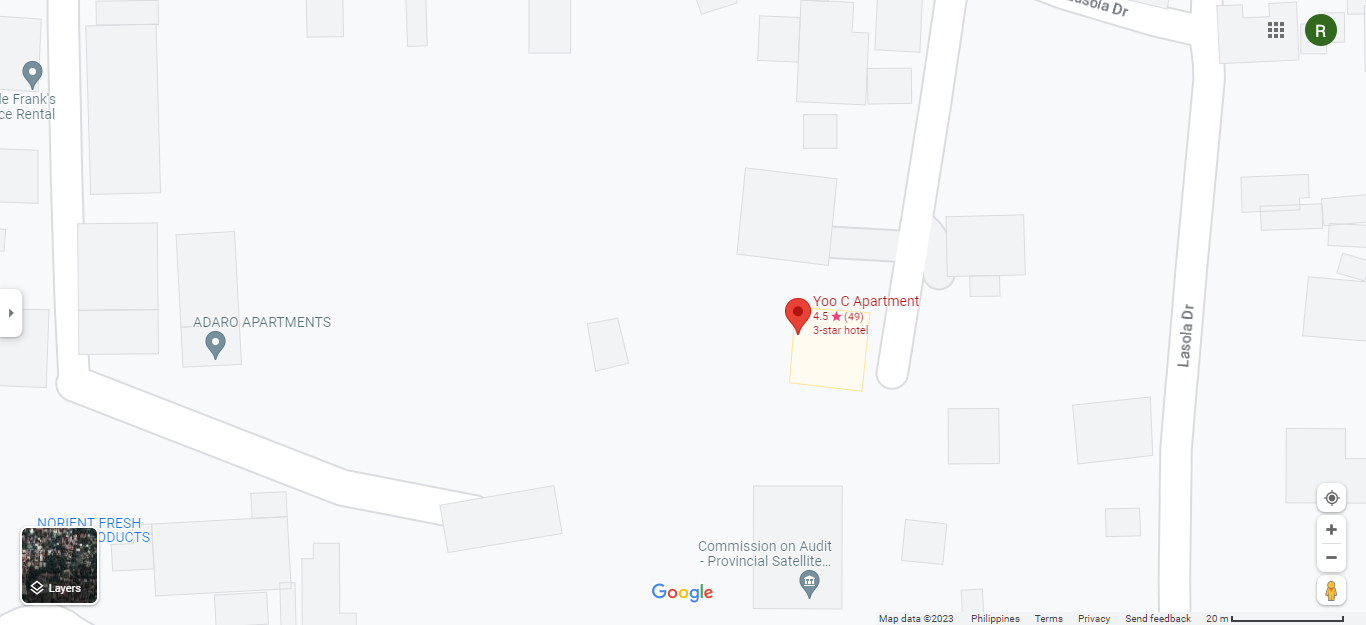 Lasola Dr
R
le Frank's
ce Rental
Yoo C Apartment
4.5 ★ (49)
3-star hotel
ADARO APARTMENTS
Lasola Dr
NORIENT FRESH
ODUCTS
Commission on Audit
- Provincial Satellite...
Layers
Google
Map data ©2023 Philippines Terms Privacy Send feedback 20 m